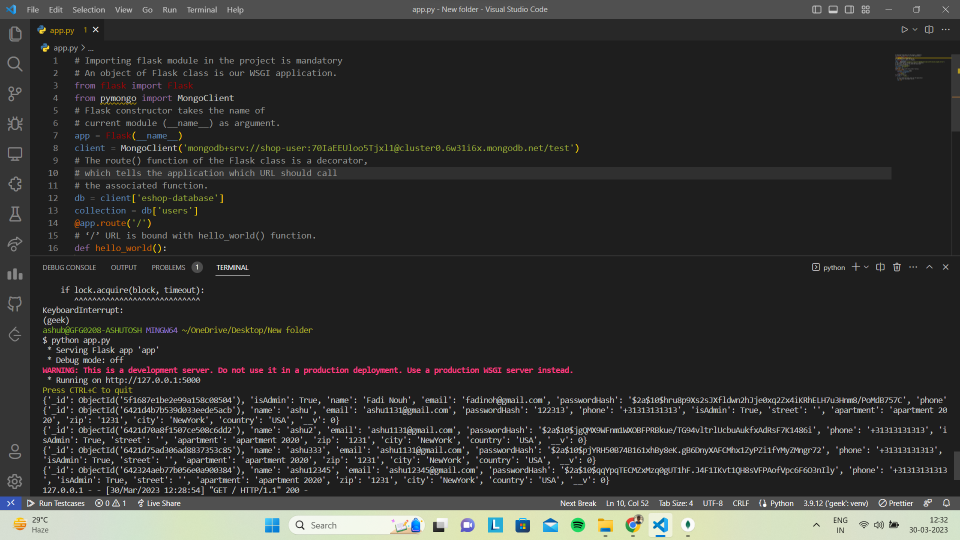 File Edit Selection View Go Run Terminal Help app.py - New folder - Visual Studio Code
app.py 1
app.py > ...
1 # Importing flask module in the project is mandatory
2 # An object of Flask class is our WSGI application.
3 from flask import Flask
4 from pymongo import MongoClient
5 # Flask constructor takes the name of
6 # current module (__name__) as argument.
7 app = Flask(__name__)
8 client = MongoClient('mongodb+srv://shop-user:70IaEEUloo5Tjxl1@cluster0.6w31i6x.mongodb.net/test')
9 # The route() function of the Flask class is a decorator,
10 # which tells the application which URL should call
11 # the associated function.
12 db = client['eshop-database']
13 collection = db['users']
14 @app.route('/')
15 # ‘/’ URL is bound with hello_world() function.
16 def hello_world():
DEBUG CONSOLE OUTPUT PROBLEMS 1 TERMINAL python
if lock.acquire(block, timeout):
^^^^^^^^^^^^^^^^^^^^^^^^^^^^
KeyboardInterrupt:
(geek)
ashub@GFG0208-ASHUTOSH MINGW64 ~/OneDrive/Desktop/New folder
$ python app.py
* Serving Flask app 'app'
* Debug mode: off
WARNING: This is a development server. Do not use it in a production deployment. Use a production WSGI server instead.
* Running on http://127.0.0.1:5000
Press CTRL+C to quit
{'_id': ObjectId('5f1687e1be2e99a158c08504'), 'isAdmin': True, 'name': 'Fadi Nouh', 'email': 'fadinoh@gmail.com', 'passwordHash': '$2a$10$hru8p9Xs2sJXfldwn2hJje0xq2Zx4iKRhELH7u3Hnm8/PoMdB757C', 'phone'
{'_id': ObjectId('6421d4b7b539d033eede5acb'), 'name': 'ashu', 'email': 'ashu1131@gmail.com', 'passwordHash': '122313', 'phone': '+31313131313', 'isAdmin': True, 'street': '', 'apartment': 'apartment 20
20', 'zip': '1231', 'city': 'NewYork', 'country': 'USA', '__v': 0}
{'_id': ObjectId('6421d70a8f1507ce508c6dd2'), 'name': 'ashu2', 'email': 'ashu1131@gmail.com', 'passwordHash': '$2a$10$jgQMX9WFnm1WXOBFPRBkue/TG94vltrlUcbuAukfxAdRsF7K1486i', 'phone': '+31313131313', 'i
sAdmin': True, 'street': '', 'apartment': 'apartment 2020', 'zip': '1231', 'city': 'NewYork', 'country': 'USA', '__v': 0}
{'_id': ObjectId('6421d75ad306ad8837353c85'), 'name': 'ashu333', 'email': 'ashu1131@gmail.com', 'passwordHash': '$2a$10$pjYRH50B74B161xhBy8eK.gB6DnyXAFCMhx1ZyPZi1fYMyZMngr72', 'phone': '+31313131313',
'isAdmin': True, 'street': '', 'apartment': 'apartment 2020', 'zip': '1231', 'city': 'NewYork', 'country': 'USA', '__v': 0}
{'_id': ObjectId('642324aeb77b056e0a900384'), 'name': 'ashu12345', 'email': 'ashu12345@gmail.com', 'passwordHash': '$2a$10$qqYpqTECMZxMzq0gUT1hF.J4F1IKvt1QH8sVFPAofVpc6F6O3nIly', 'phone': '+31313131313
', 'isAdmin': True, 'street': '', 'apartment': 'apartment 2020', 'zip': '1231', 'city': 'NewYork', 'country': 'USA', '__v': 0}
127.0.0.1 - - [30/Mar/2023 12:28:54] "GET / HTTP/1.1" 200 -
Run Testcases 0 1 Live Share Next Break Ln 10, Col 52 Tab Size: 4 UTF-8 CRLF Python 3.9.12 ('geek': venv) Prettier
29°C
Haze
Search
ENG
IN
12:32
30-03-2023